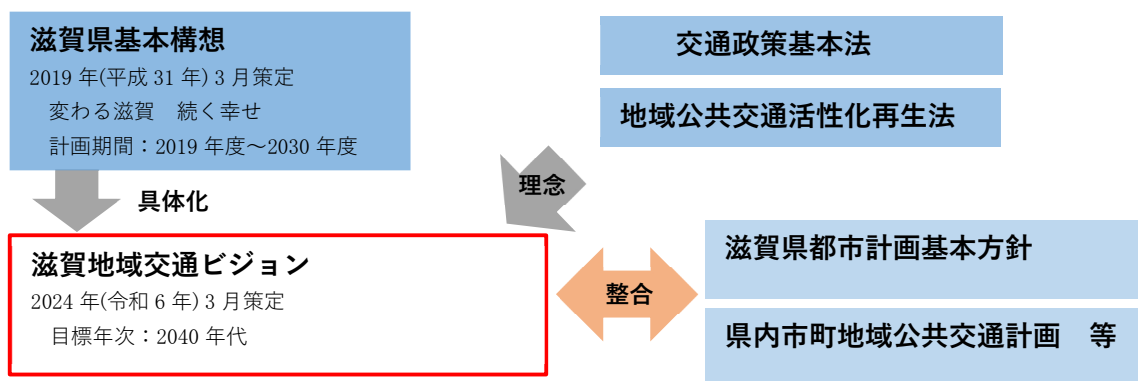 滋賀県基本構想
2019 年(平成 31 年) 3 月策定
変わる滋賀　続く幸せ
計画期間：2019 年度～2030 年度
交通政策基本法
地域公共交通活性化再生法
具体化
理念
滋賀地域交通ビジョン
2024 年(令和 6 年) 3 月策定
目標年次：2040 年代
整合
滋賀県都市計画基本方針
県内市町地域公共交通計画　等